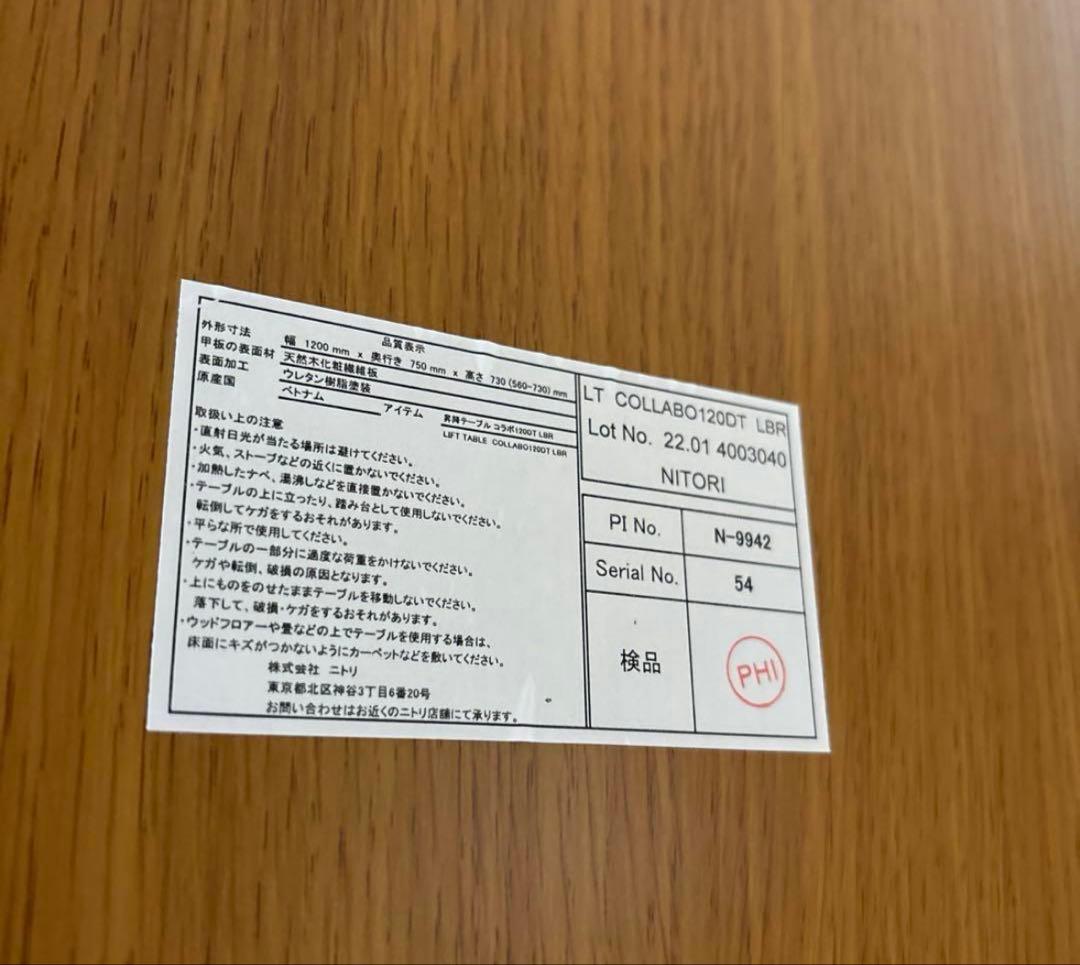 品質表示
外形寸法 幅 1200 mm x 奥行き 750 mm x 高さ 730 (560-730) mm
甲板の表面材 天然木化粧繊維板
表面加工 ウレタン樹脂塗装
原産国 ベトナム アイテム 昇降テーブル コラボ120DT LBR
LIFT TABLE COLLABO120DT LBR
取扱い上の注意
・直射日光が当たる場所は避けてください。
・火気、ストーブなどの近くに置かないでください。
・加熱したナベ、湯沸しなどを直接置かないでください。
・テーブルの上に立ったり、踏み台として使用しないでください。
転倒してケガをするおそれがあります。
・平らな所で使用してください。
・テーブルの一部分に過度な荷重をかけないでください。
ケガや転倒、破損の原因となります。
・上にものをのせたままテーブルを移動しないでください。
落下して、破損・ケガをするおそれがあります。
・ウッドフロアーや畳などの上でテーブルを使用する場合は、
床面にキズがつかないようにカーペットなどを敷いてください。
株式会社 ニトリ
東京都北区神谷3丁目6番20号
お問い合わせはお近くのニトリ店舗にて承ります。
LT COLLABO120DT LBR
Lot No. 22.01 4003040
NITORI
PI No. N-9942
Serial No. 54
検品 PHI